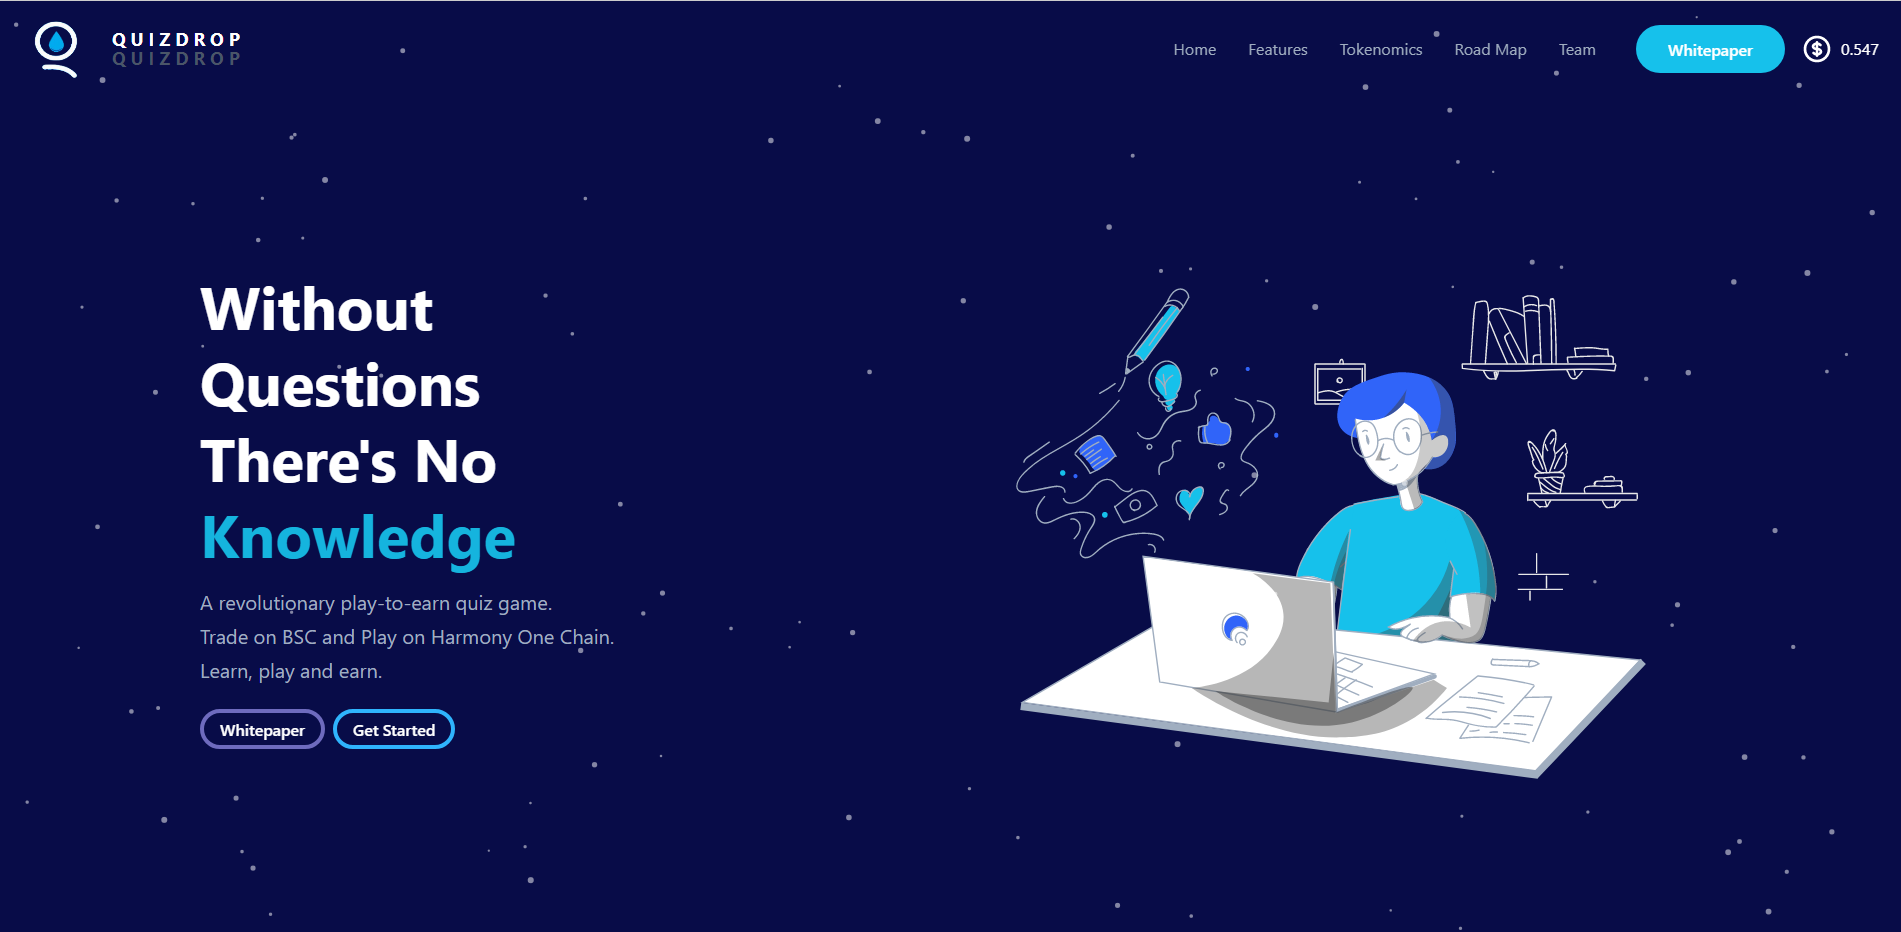 QUIZDROP
QUIZDROP
Home Features Tokenomics Road Map Team Whitepaper $ 0.547
Without
Questions
There's No
Knowledge
A revolutionary play-to-earn quiz game.
Trade on BSC and Play on Harmony One Chain.
Learn, play and earn.
Whitepaper Get Started